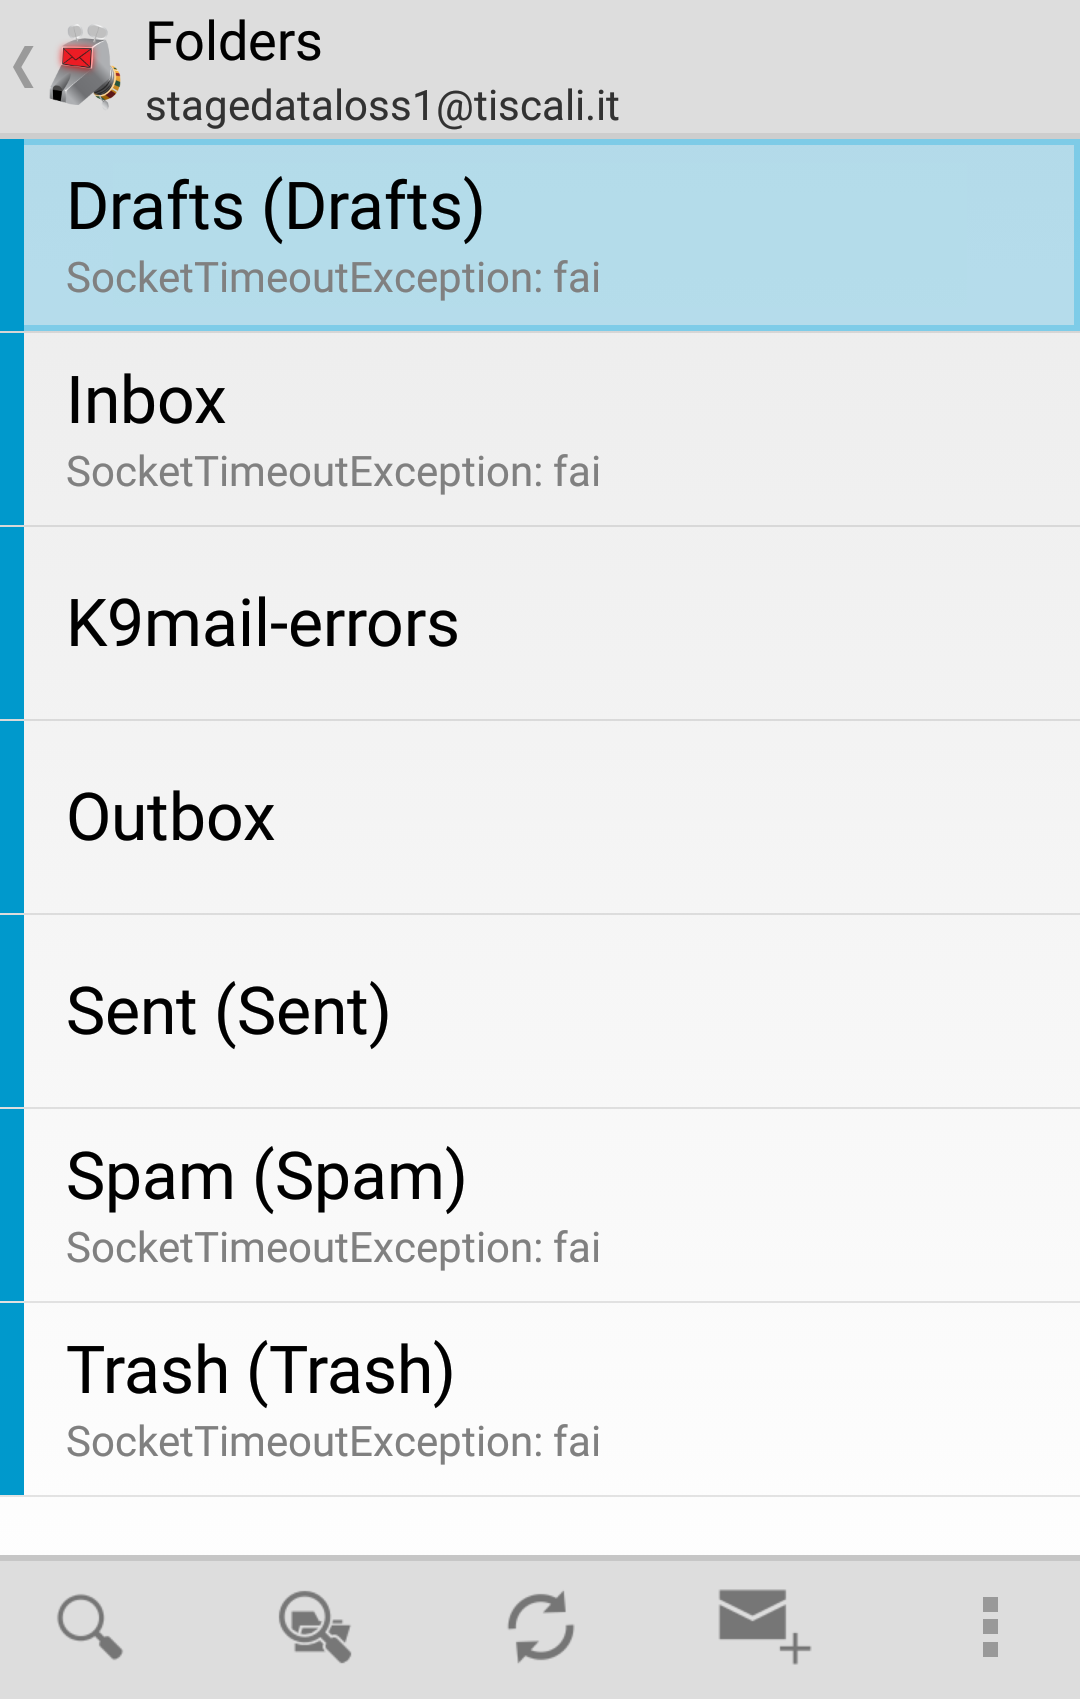 Folders
stagedataloss1@tiscali.it
Drafts (Drafts)
SocketTimeoutException: fai
Inbox
SocketTimeoutException: fai
K9mail-errors
Outbox
Sent (Sent)
Spam (Spam)
SocketTimeoutException: fai
Trash (Trash)
SocketTimeoutException: fai